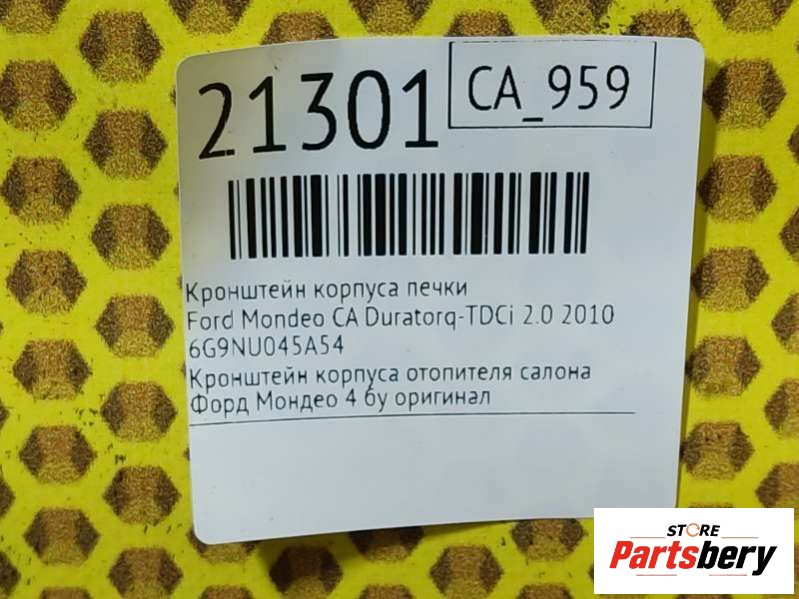 21301
CA_959
Кронштейн корпуса печки
Ford Mondeo CA Duratorq-TDCi 2.0 2010
6G9NU045A54
Кронштейн корпуса отопителя салона
Форд Мондео 4 бу оригинал
STORE
Partsbery